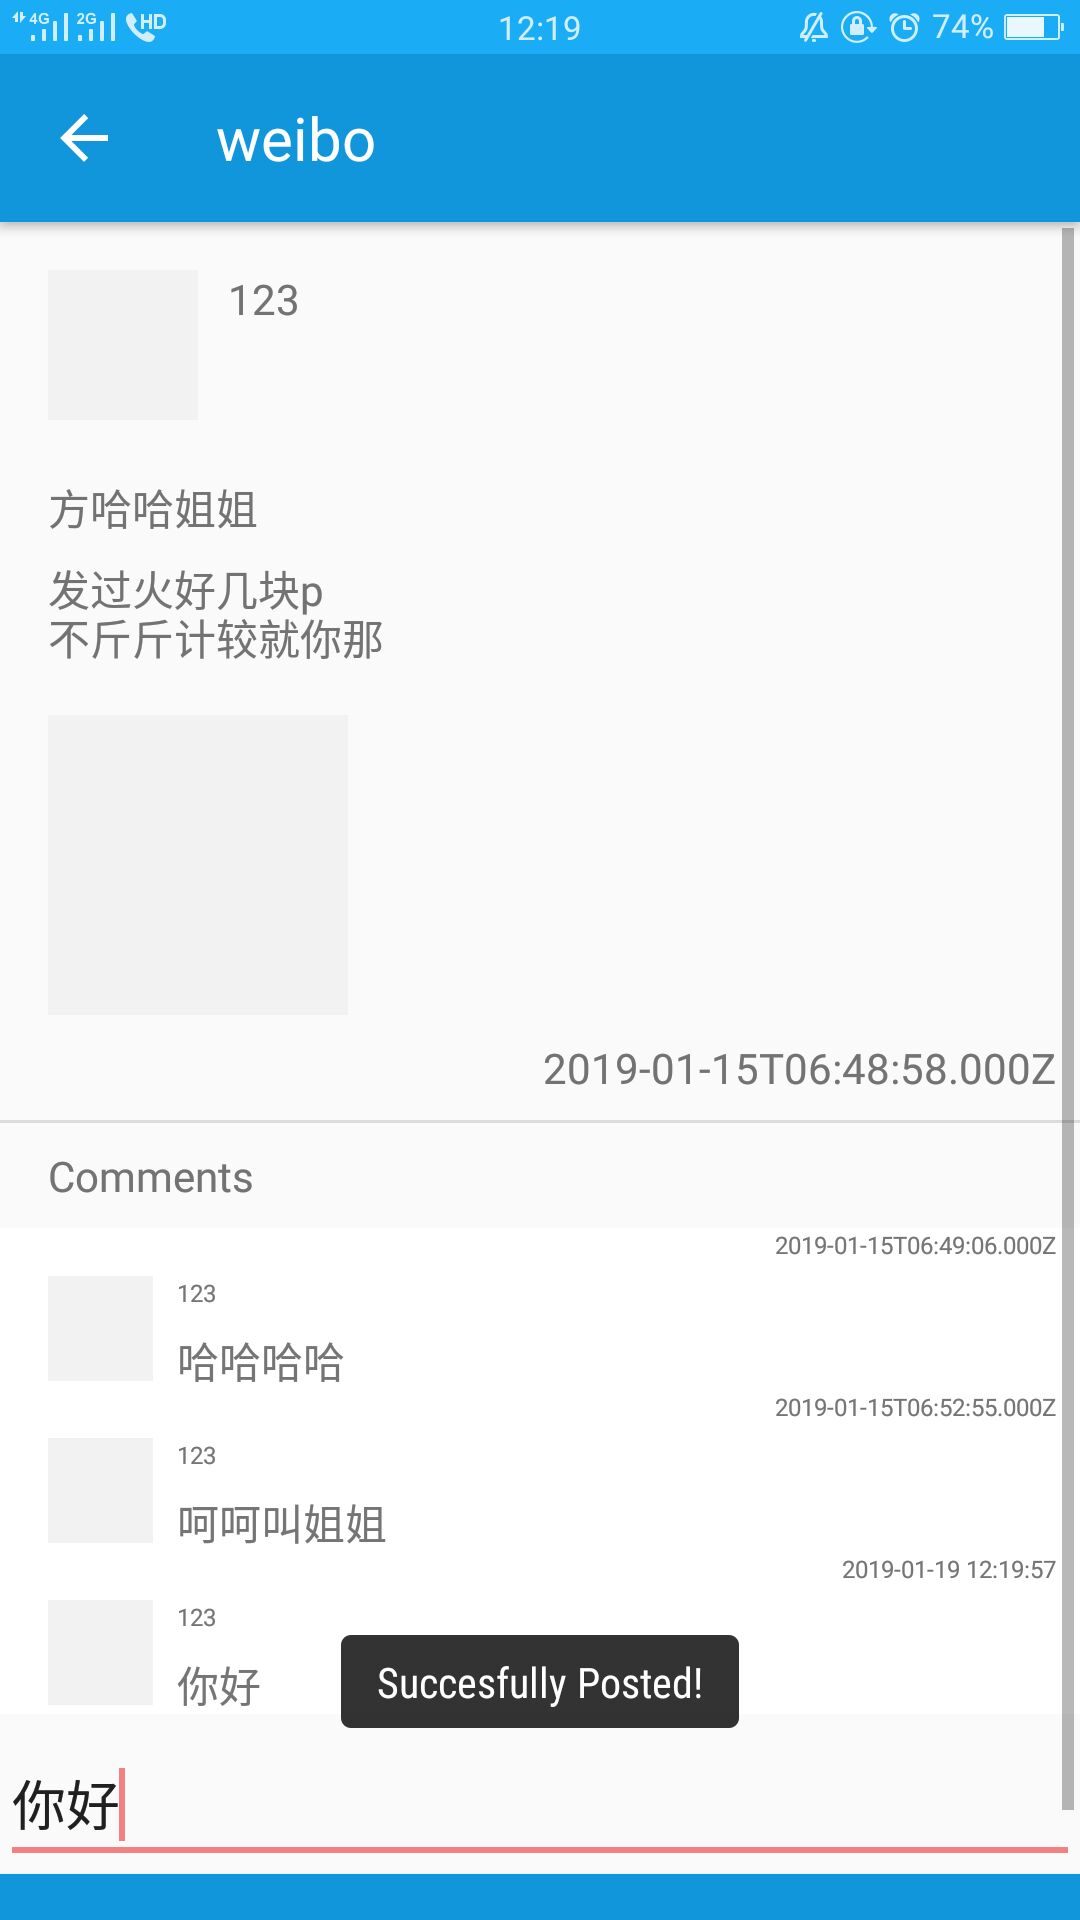 4G 2G HD 12:19 74%
weibo
123
方哈哈姐姐
发过火好几块p
不斤斤计较就你那
2019-01-15T06:48:58.000Z
Comments
2019-01-15T06:49:06.000Z
123
哈哈哈哈
2019-01-15T06:52:55.000Z
123
呵呵叫姐姐
2019-01-19 12:19:57
123
你好
Succesfully Posted!
你好